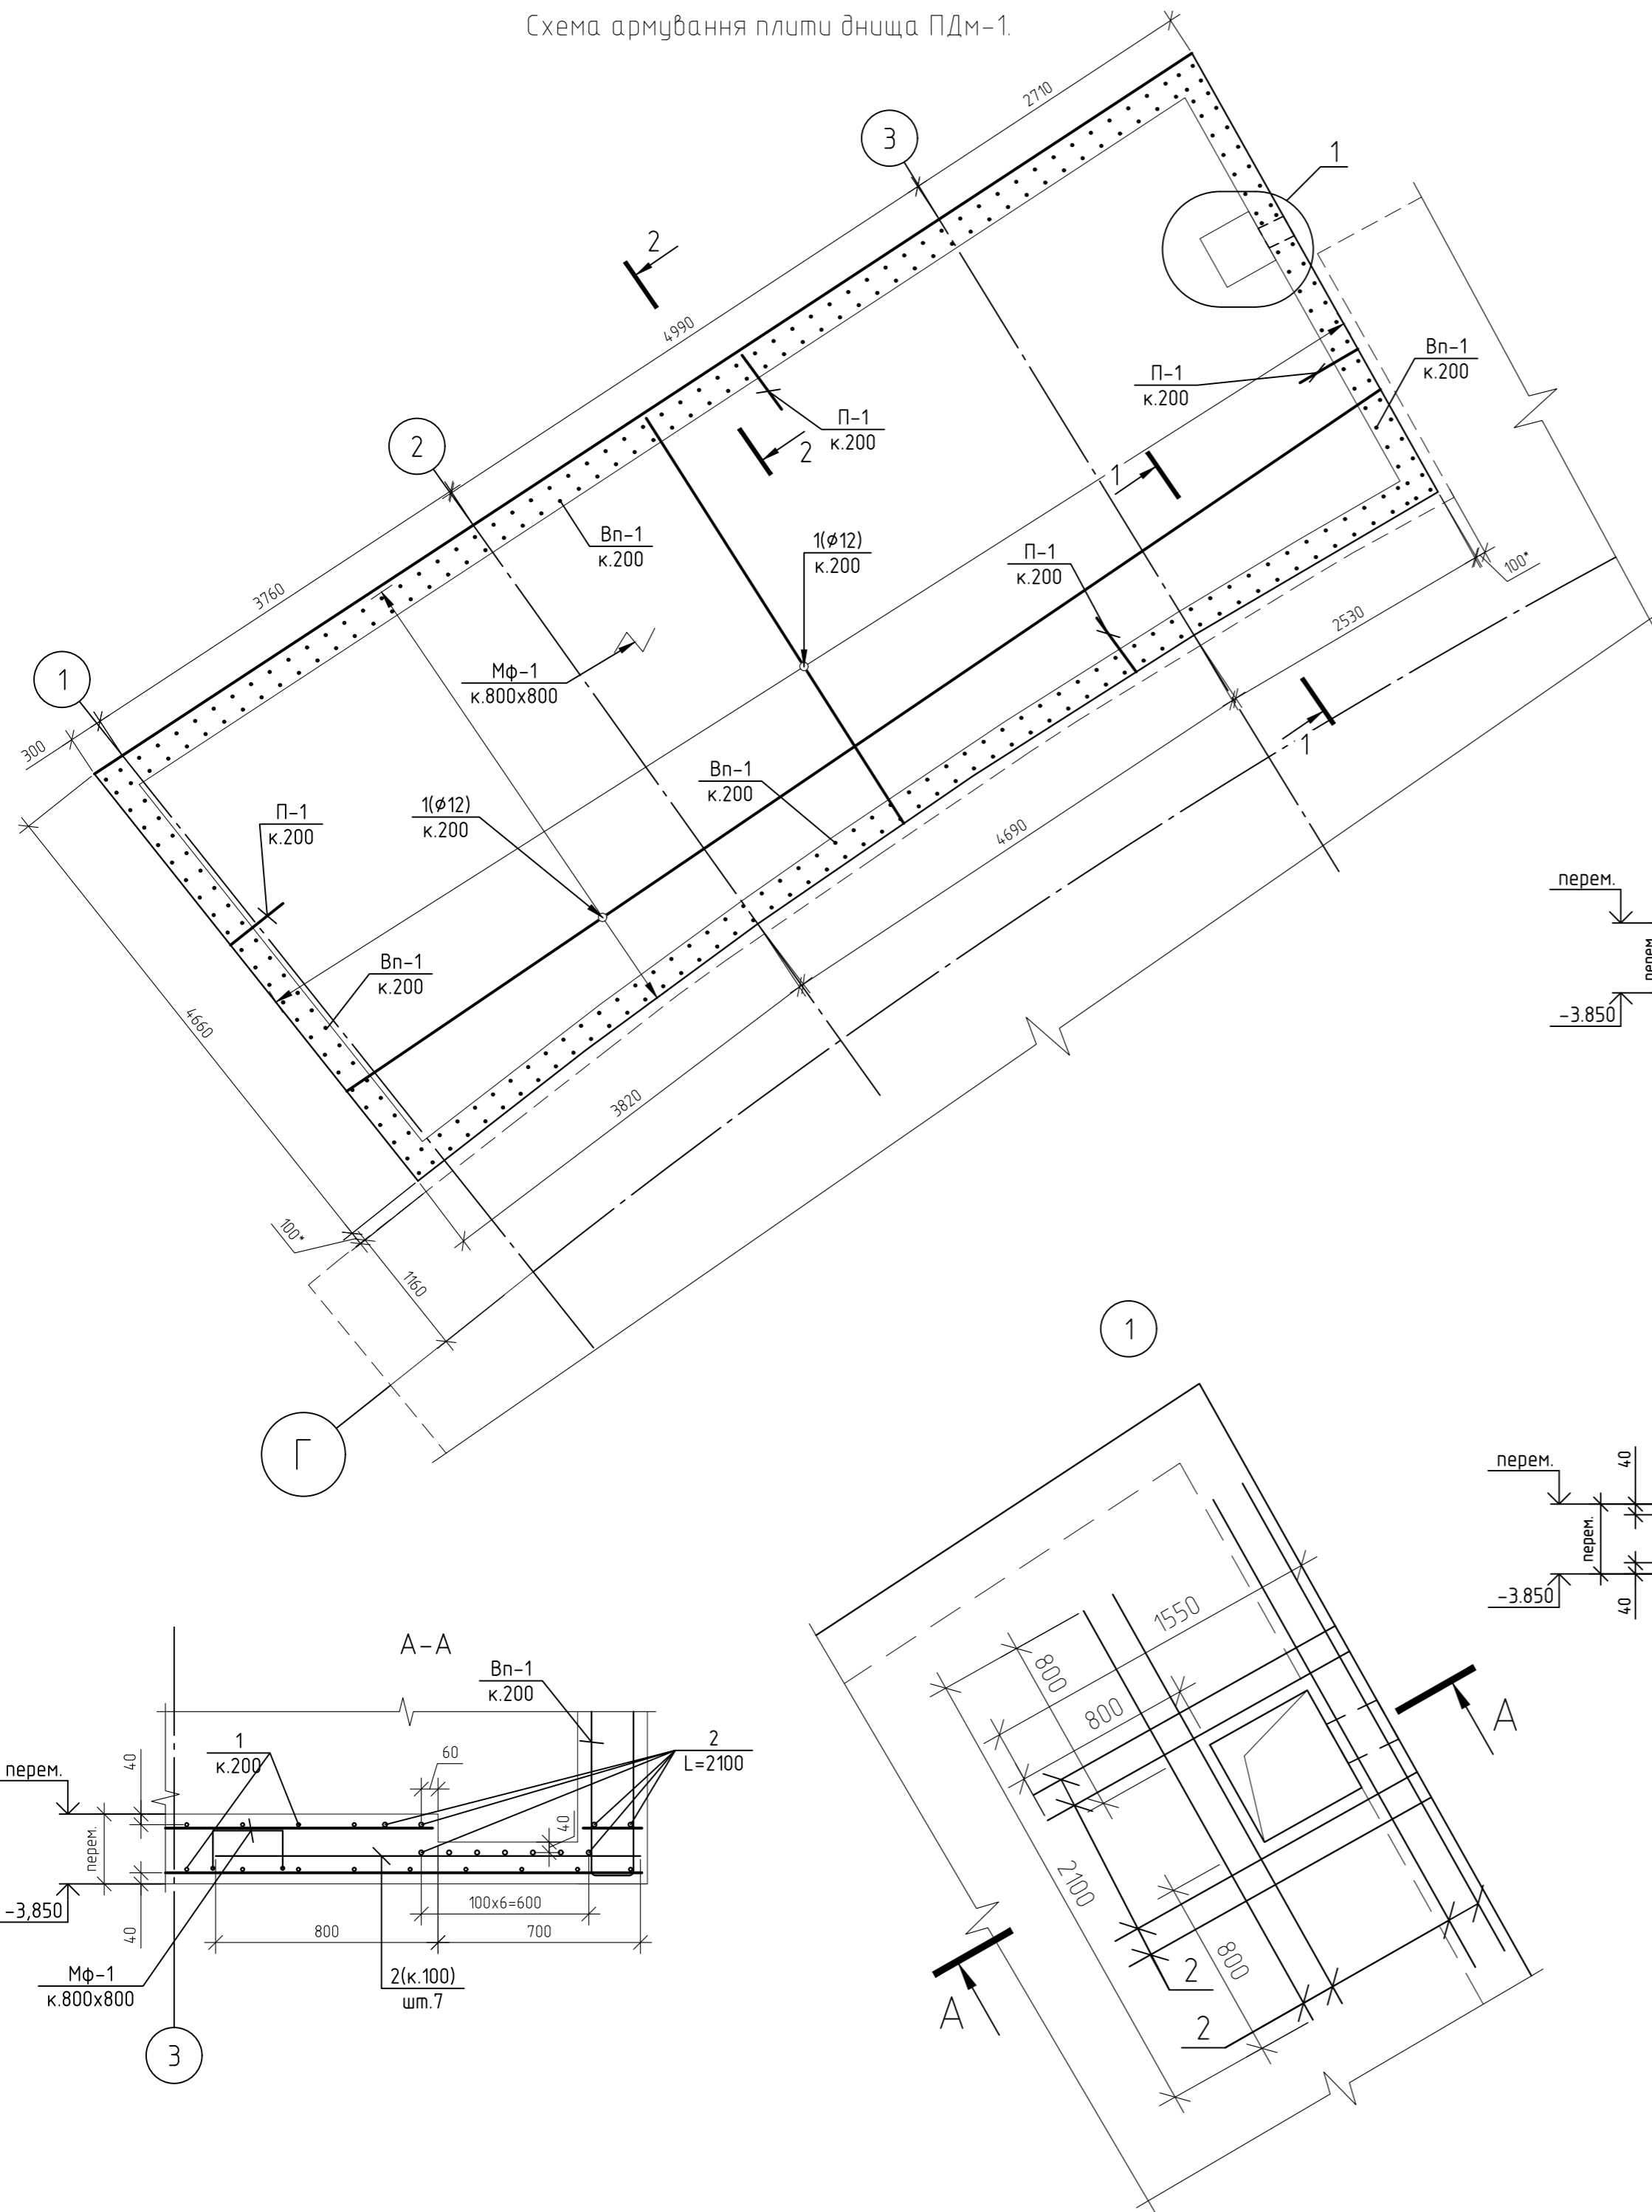 Схема армування плити днища ПДм-1.
2710
3
1
2
4990
П-1
к.200
Вп-1
к.200
П-1
к.200
2
2
1
Вп-1
к.200
1(ø12)
к.200
П-1
к.200
100*
3760
2530
Мф-1
к.800х800
1
300
1
Вп-1
к.200
1(ø12)
к.200
П-1
к.200
4690
перем.
перем.
-3.850
Вп-1
к.200
4660
3820
100*
1160
1
Г
перем.
40
перем.
-3.850
40
А-А
Вп-1
к.200
1550
800
800
А
2
L=2100
60
1
к.200
40
перем.
40
перем.
-3,850
40
100х6=600
2100
800
700
800
Мф-1
к.800х800
2(к.100)
шт.7
2
А
2
3